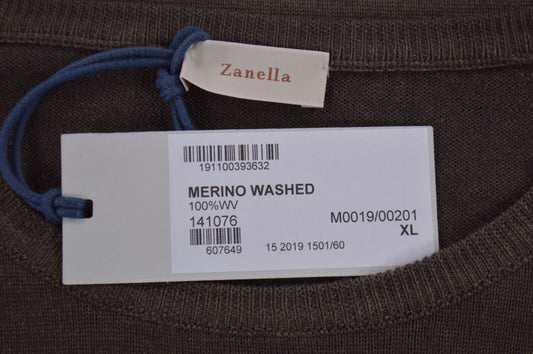 Zanella
191100393632
MERINO WASHED
100%WV
141076 M0019/00201
XL
607649
15 2019 1501/60